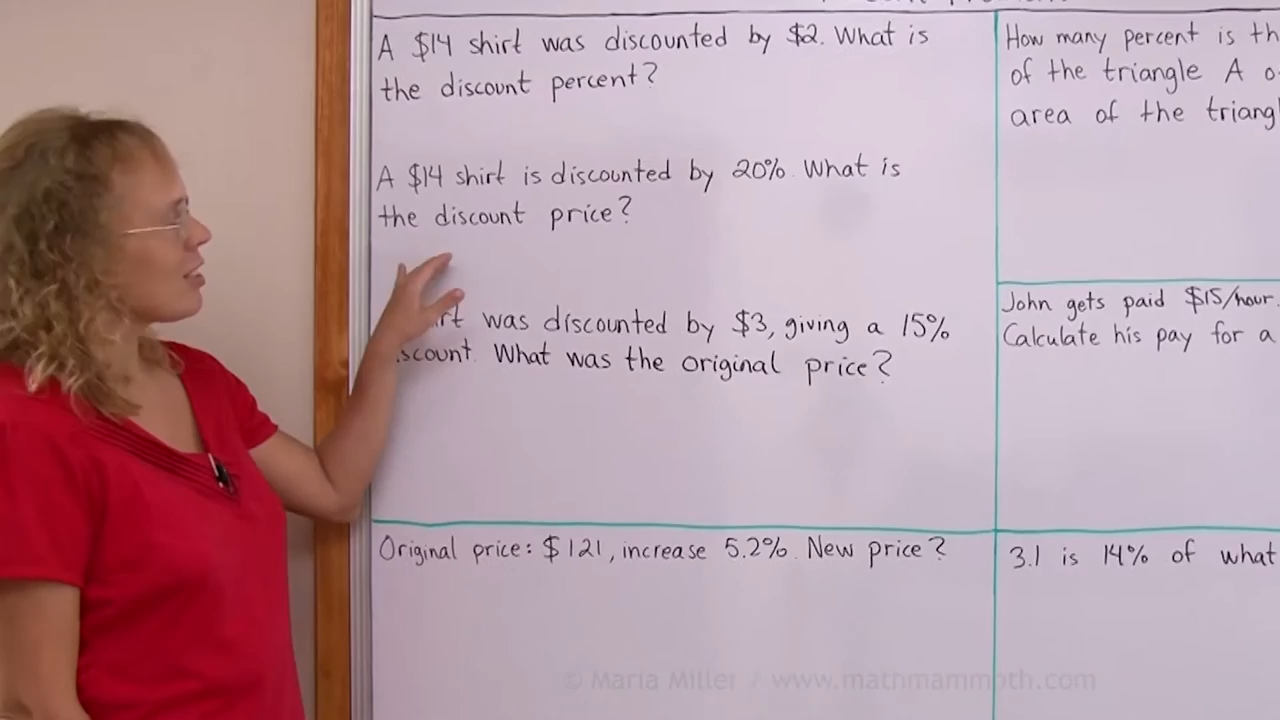 A $14 shirt was discounted by $2. What is
the discount percent?
A $14 shirt is discounted by 20%. What is
the discount price?
was discounted by $3, giving a 15%
What was the original price?
Original price: $121, increase 5.2%. New price?
How many percent is
of the triangle A
area of the
John gets paid $15/hour.
Calculate his pay for a
3.1 is 14% of what
© Maria Miller / www.mathmammoth.com